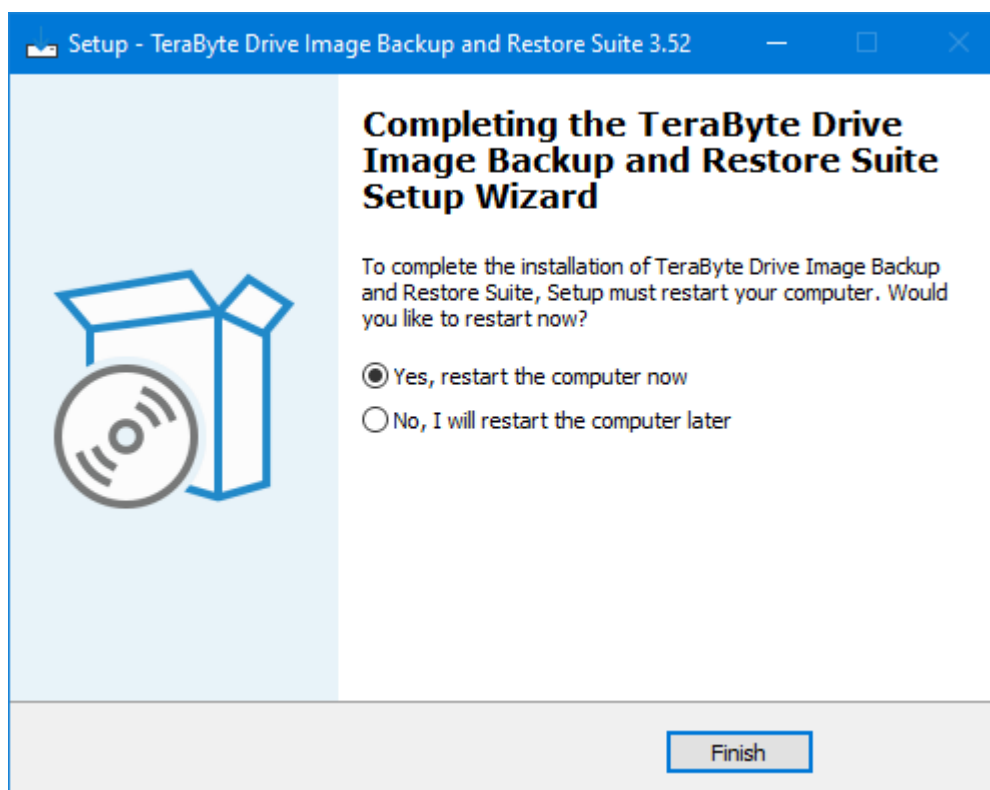 Setup - TeraByte Drive Image Backup and Restore Suite 3.52
Completing the TeraByte Drive
Image Backup and Restore Suite
Setup Wizard
To complete the installation of TeraByte Drive Image Backup
and Restore Suite, Setup must restart your computer. Would
you like to restart now?
Yes, restart the computer now
No, I will restart the computer later
Finish